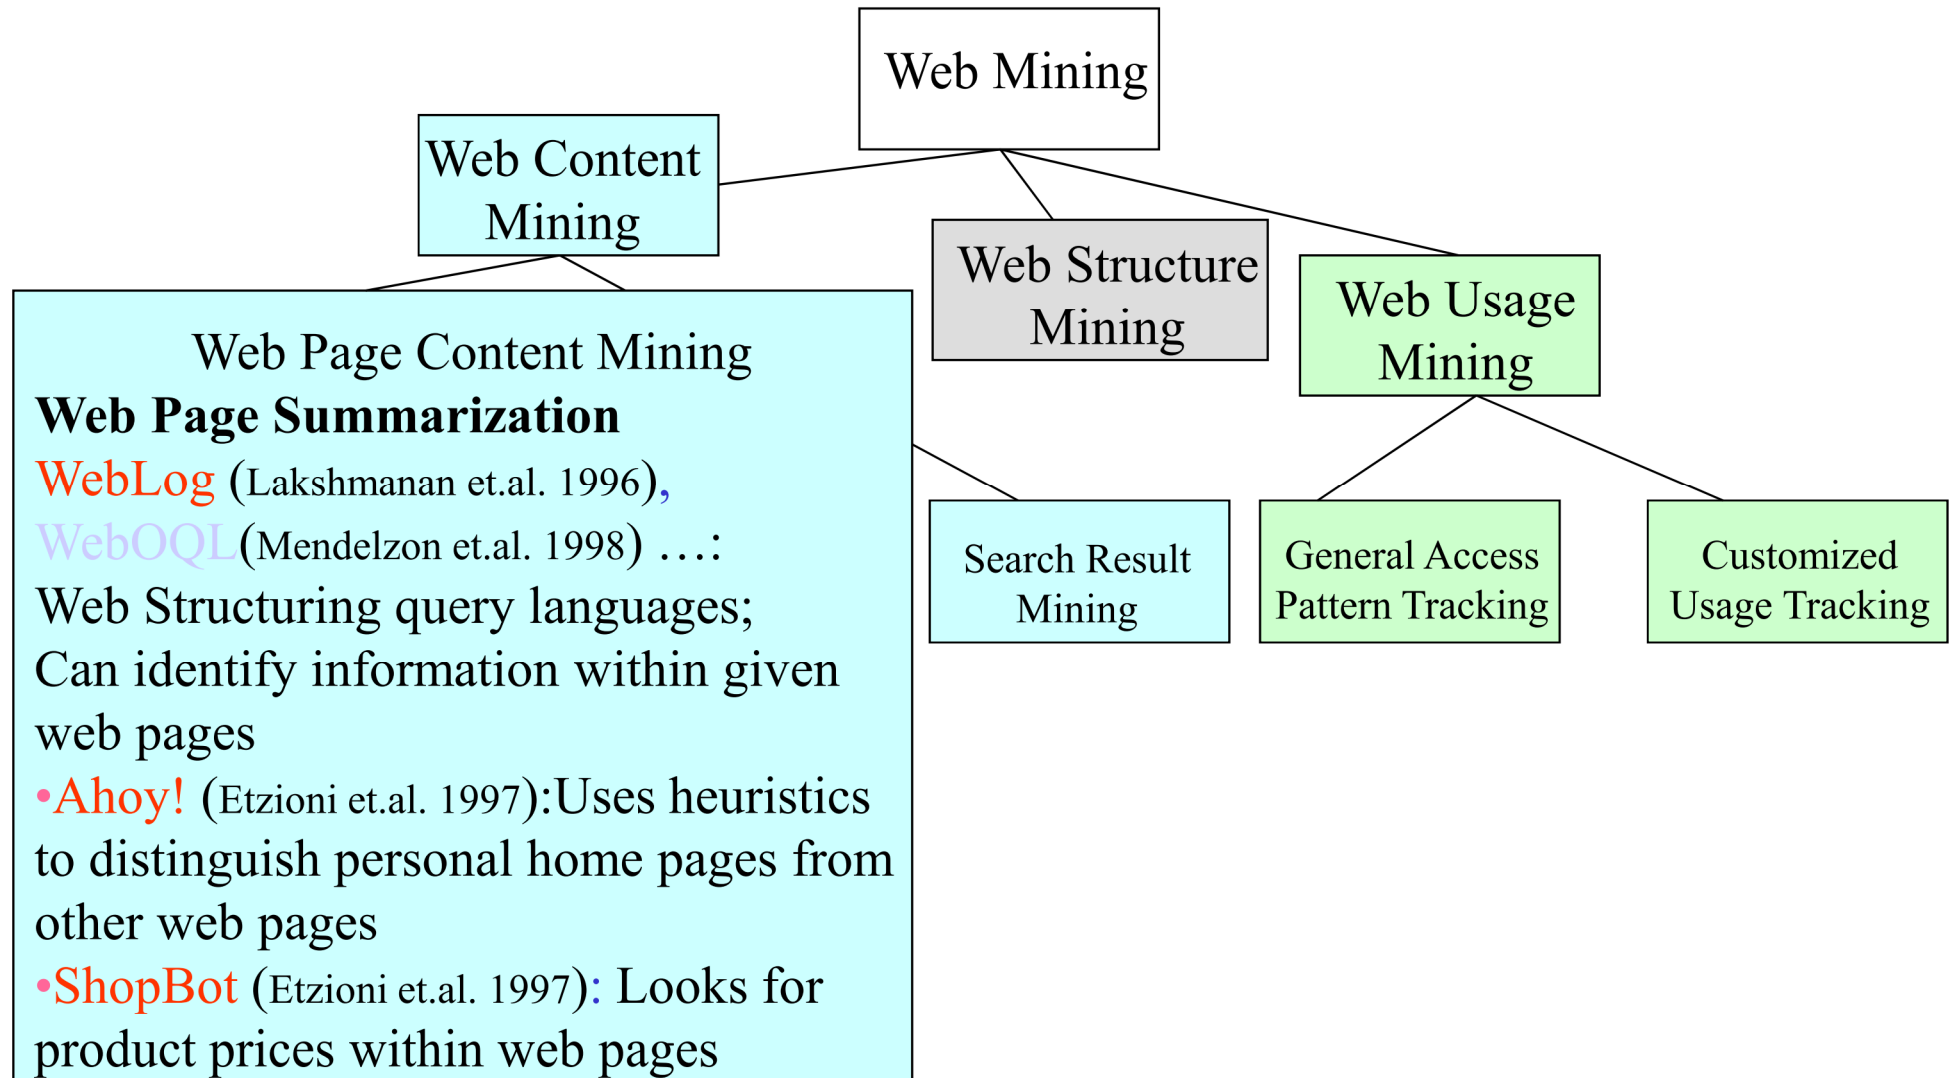 Web Mining
Web Content
Mining
Web Structure
Mining
Web Usage
Mining
Web Page Content Mining
Web Page Summarization
WebLog (Lakshmanan et.al. 1996),
WebOQL(Mendelzon et.al. 1998) …:
Web Structuring query languages;
Can identify information within given
web pages
•Ahoy! (Etzioni et.al. 1997):Uses heuristics
to distinguish personal home pages from
other web pages
•ShopBot (Etzioni et.al. 1997): Looks for
product prices within web pages
Search Result
Mining
General Access
Pattern Tracking
Customized
Usage Tracking